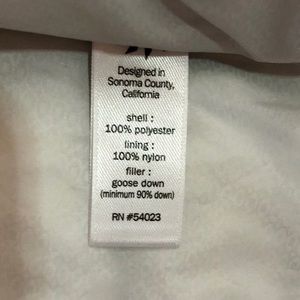 Designed in
Sonoma County,
California
shell :
100% polyester
lining :
100% nylon
filler :
goose down
(minimum 90% down)
RN #54023